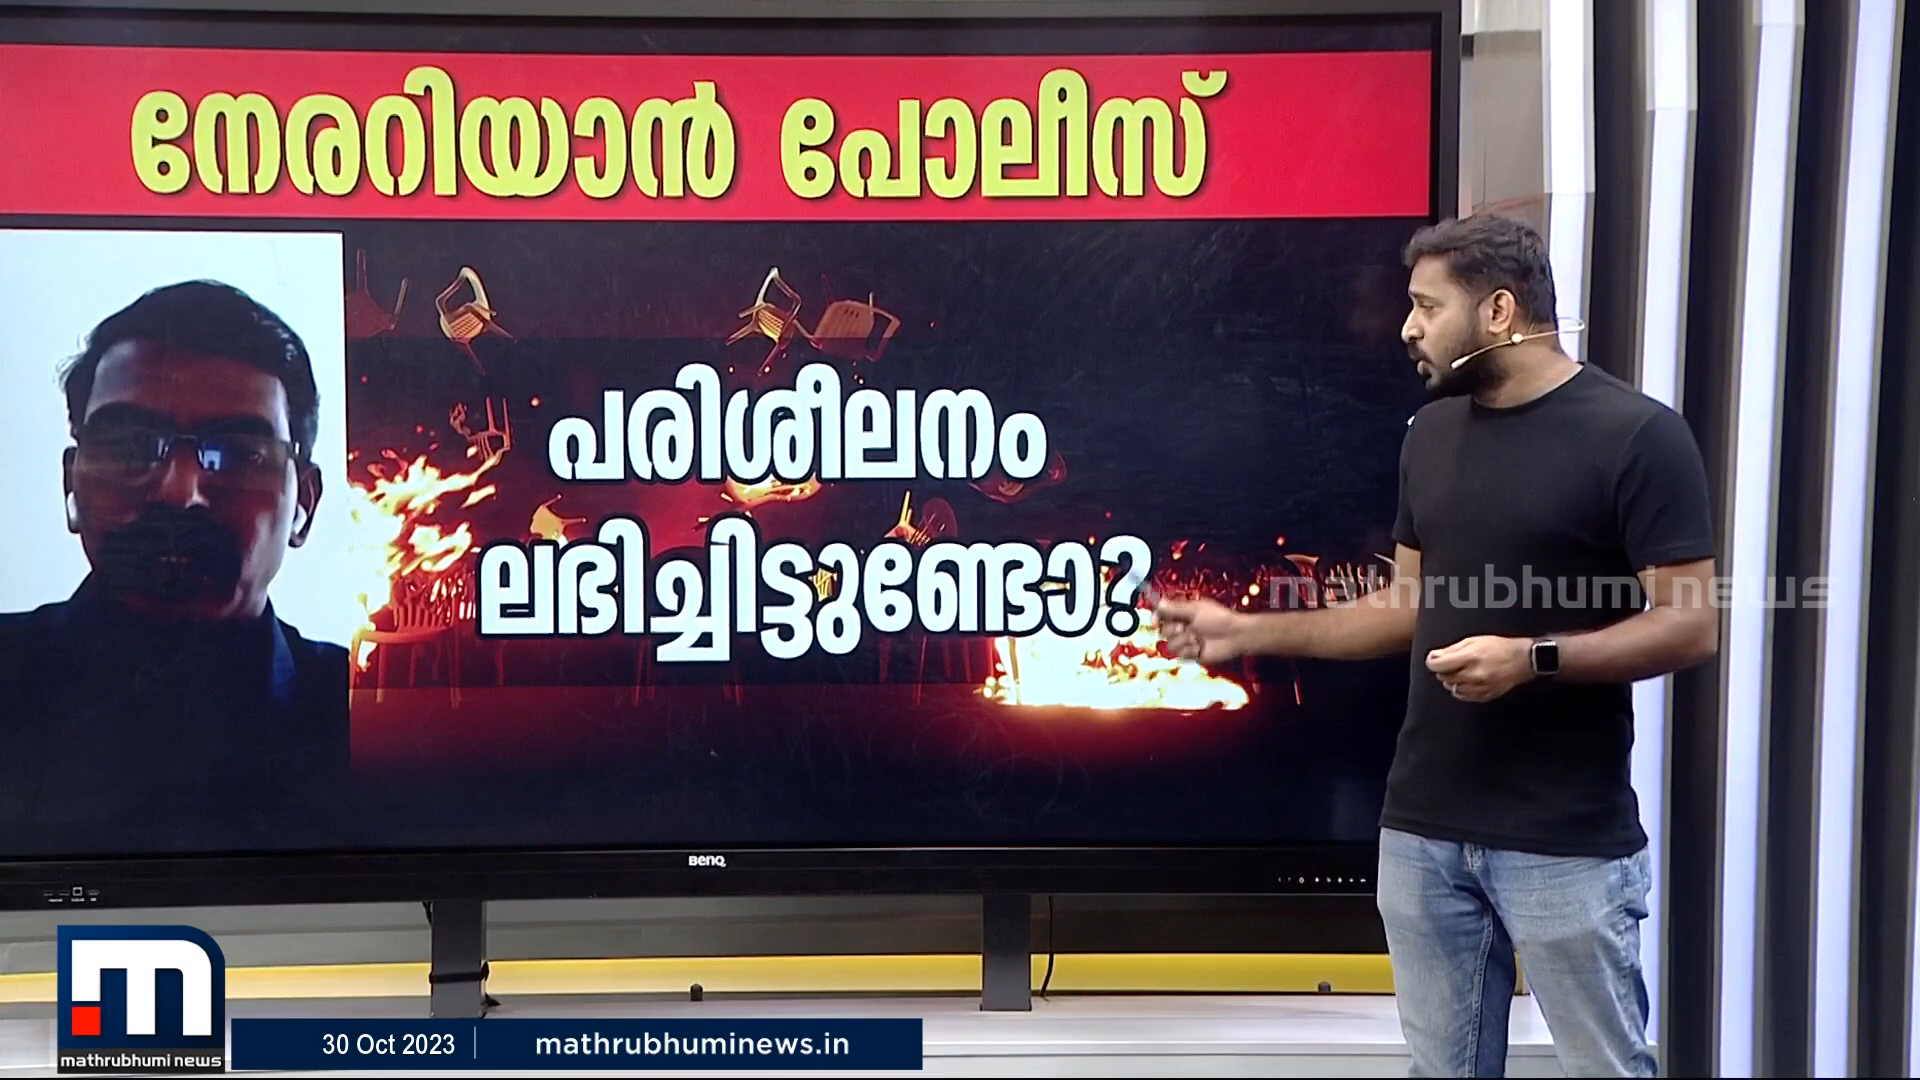 നേരറിയാൻ പോലീസ്
പരിശീലനം
ലഭിച്ചിട്ടുണ്ടോ?
mathrubhumi news
BenQ
mathrubhumi news
30 Oct 2023
mathrubhuminews.in